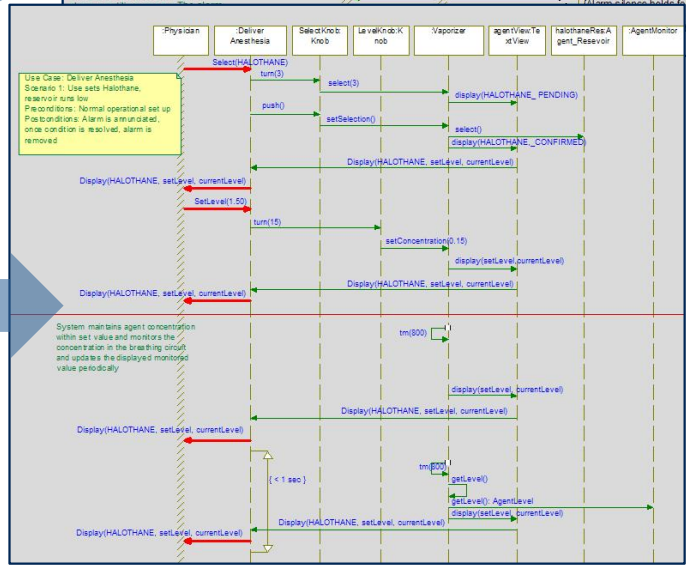 :Physician
:Deliver
Anesthesia
SelectKnob:
Knob
LevelKnob:K
nob
:Vaporizer
agentView:Te
xtView
halothaneRes:A
gent_Resevoir
:AgentMonitor
Select(HALOTHANE)
turn(3)
select(3)
Use Case: Deliver Anesthesia
Scenario 1: Use sets Halothane,
reservoir runs low
Preconditions: Normal operational set up
Postconditions: Alarm is annunciated,
once condition is resolved, alarm is
removed
display(HALOTHANE_ PENDING)
push()
setSelection()
select()
display(HALOTHANE,_CONFIRMED)
Display(HALOTHANE, setLevel, currentLevel)
Display(HALOTHANE, setLevel, currentLevel)
SetLevel(1.50)
turn(15)
setConcentration(0.15)
display(setLevel,currentLevel)
Display(HALOTHANE, setLevel, currentLevel)
Display(HALOTHANE, setLevel, currentLevel)
System maintains agent concentration
within set value and monitors the
concentration in the breathing circuit
and updates the displayed monitored
value periodically
tm(800)
display(setLevel, currentLevel)
Display(HALOTHANE, setLevel, currentLevel)
Display(HALOTHANE, setLevel, currentLevel)
{ < 1 sec }
tm(800)
getLevel()
getLevel(): AgentLevel
display(setLevel, currentLevel)
Display(HALOTHANE, setLevel, currentLevel)
Display(HALOTHANE, setLevel, currentLevel)